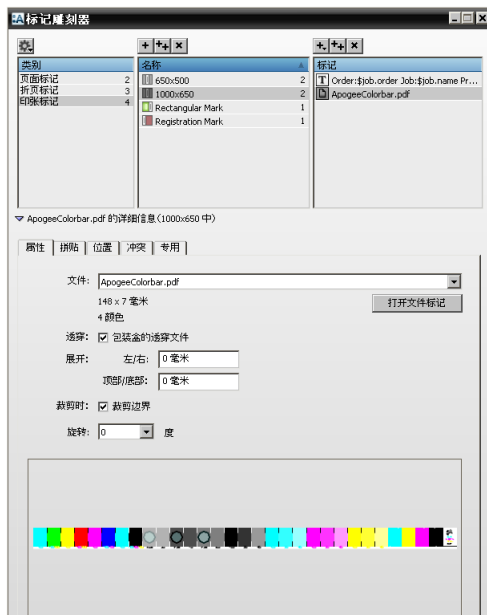 标记雕刻器
类别
页面标记 2
折页标记 3
印张标记 4
名称
650x500 2
1000x650 2
Rectangular Mark 1
Registration Mark 1
标记
Order:$job.order Job:$job.name Pr...
ApogeeColorbar.pdf
ApogeeColorbar.pdf 的详细信息(1000x650 中)
属性 拼贴 位置 冲突 专用
文件: ApogeeColorbar.pdf
148 x 7 毫米
打开文件标记
4 颜色
透穿: 包装盒的透穿文件
展开: 左/右: 0 毫米
顶部/底部: 0 毫米
裁剪时: 裁剪边界
旋转: 0 度